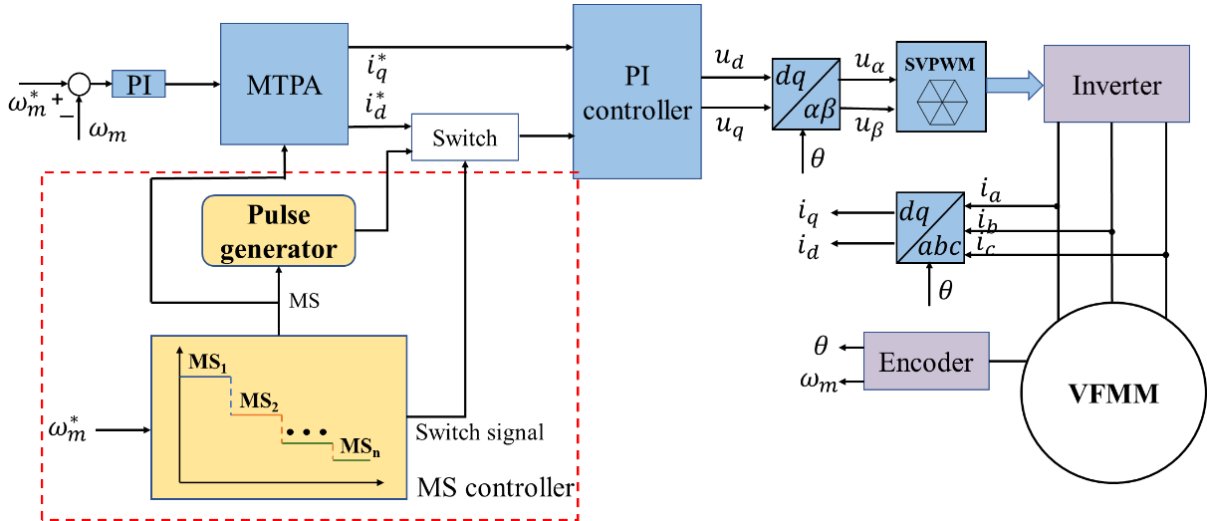 ω*m
+
−
ωm
PI
MTPA
i*q
i*d
Switch
PI
controller
ud
uq
dq
αβ
θ
uα
uβ
SVPWM
Inverter
Pulse
generator
MS
iq
id
dq
abc
θ
ia
ib
ic
MS1
MS2
•••
MSn
ω*m
Switch signal
MS controller
θ
ωm
Encoder
VFMM